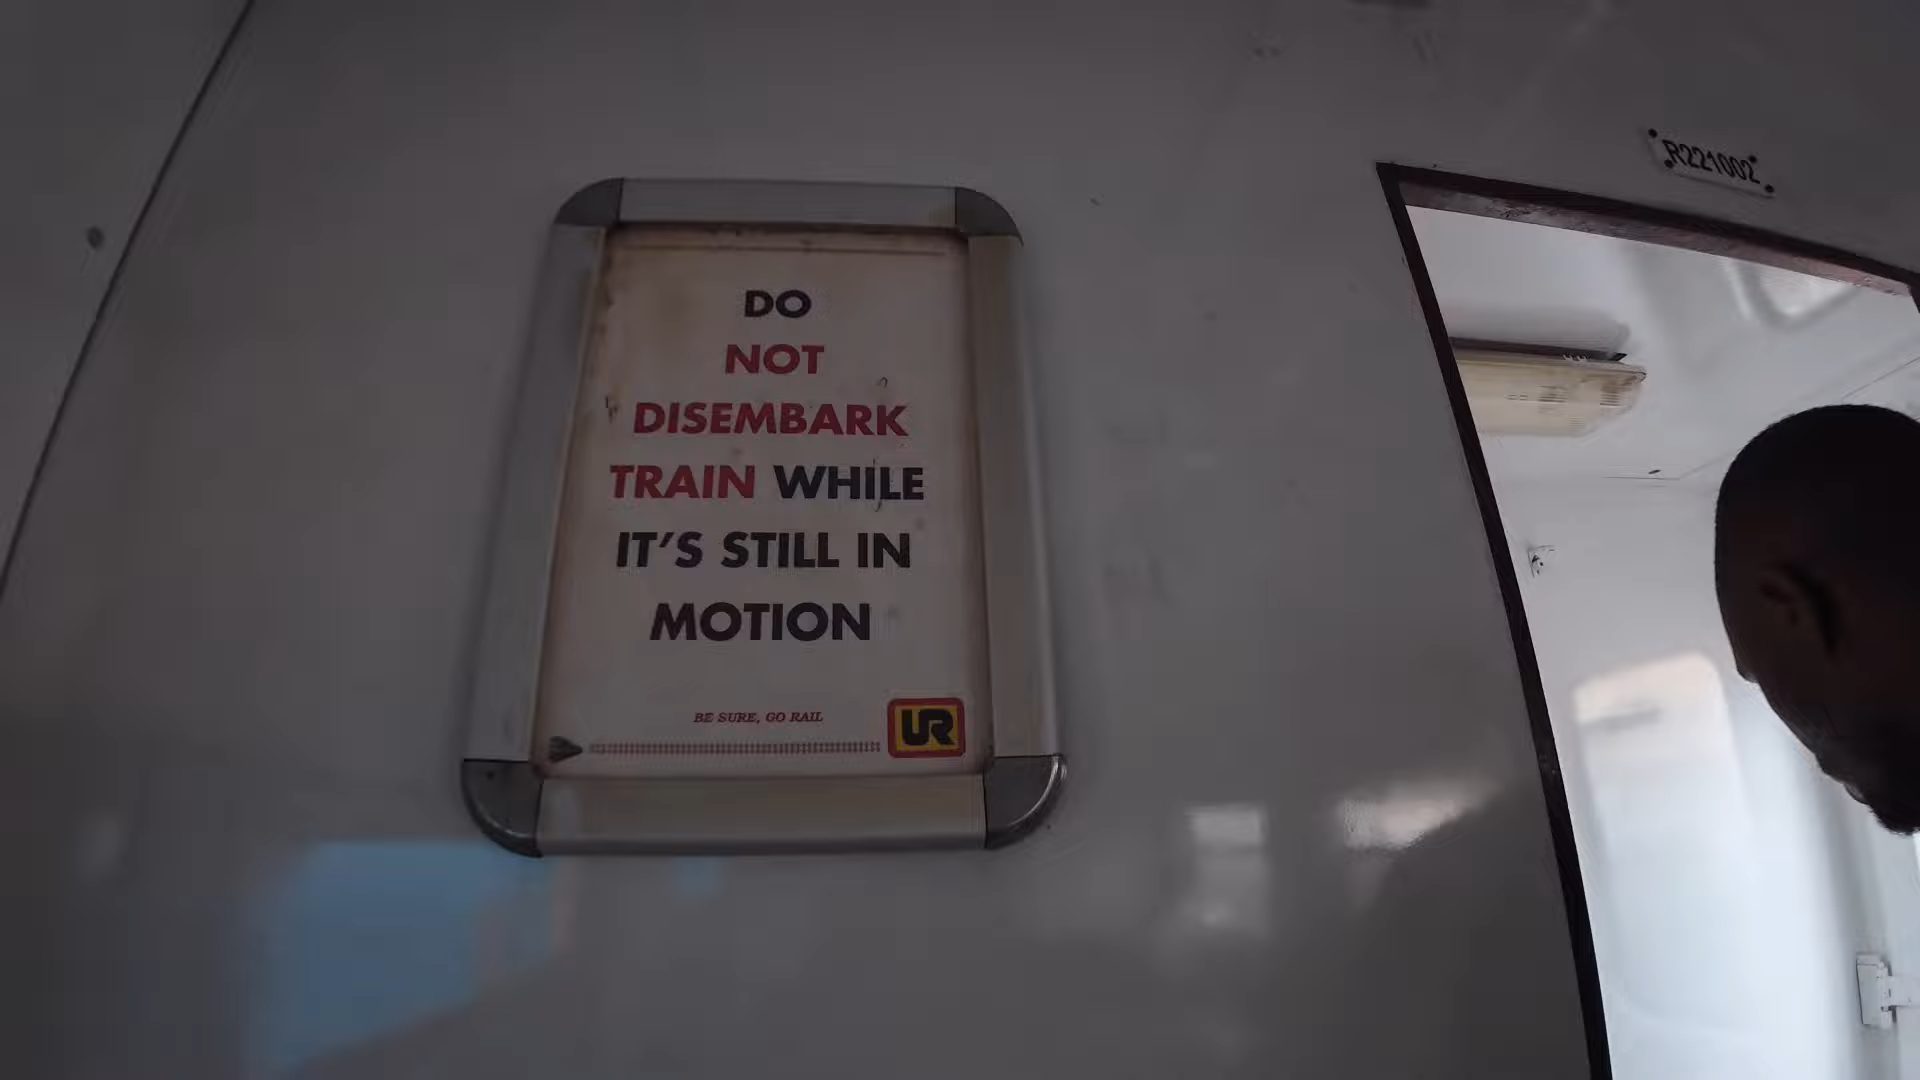 DO
NOT
DISEMBARK
TRAIN WHILE
IT'S STILL IN
MOTION
BE SURE, GO RAIL
UR
R221002